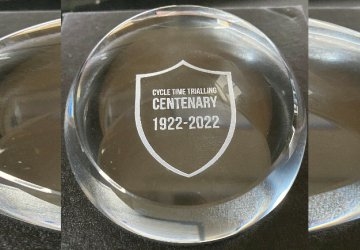 CYCLE TIME TRIALLING
CENTENARY
1922-2022